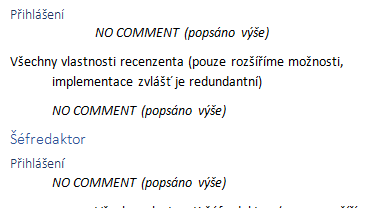 Přihlášení
NO COMMENT (popsáno výše)
Všechny vlastnosti recenzenta (pouze rozšíříme možnosti,
implementace zvlášť je redundantní)
NO COMMENT (popsáno výše)
Šéfredaktor
Přihlášení
NO COMMENT (popsáno výše)